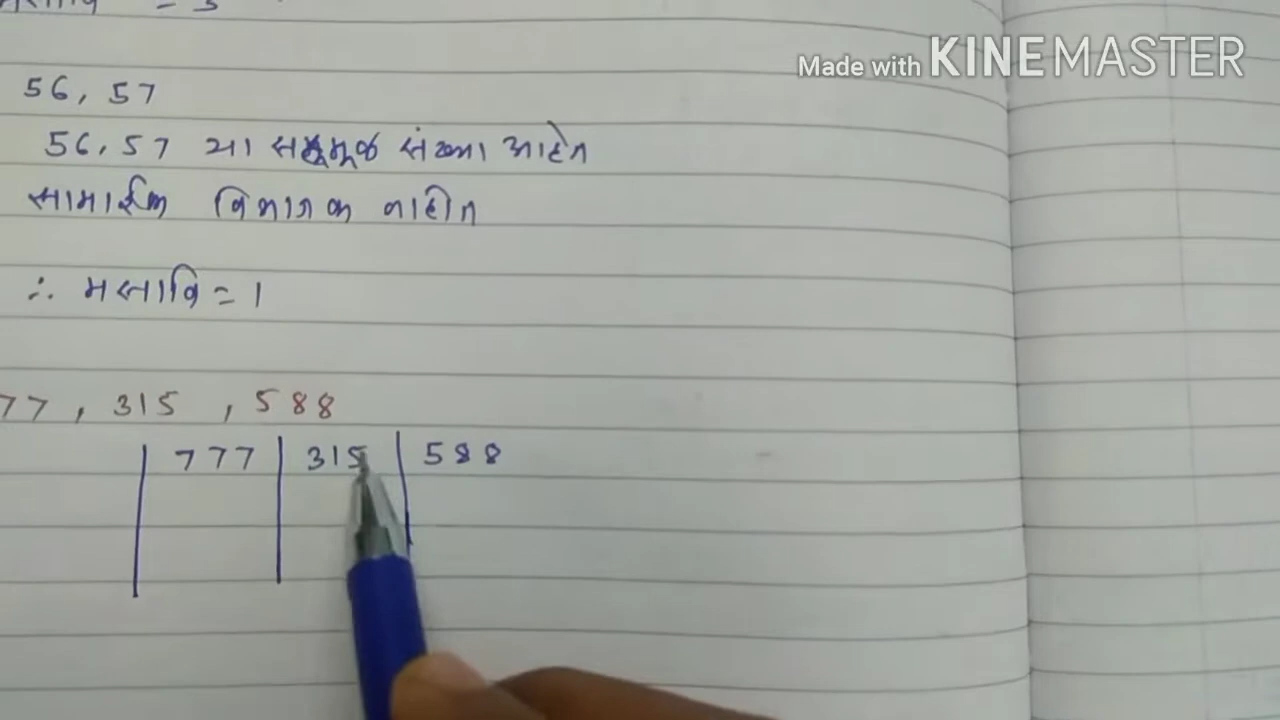 = 3
Made with KINEMASTER
56, 57
56, 57 या सहमूळ संख्या आहेत
सामाईक विभाजक नाहीत
∴ मसावि = 1
77, 315, 588
777 | 315 | 588